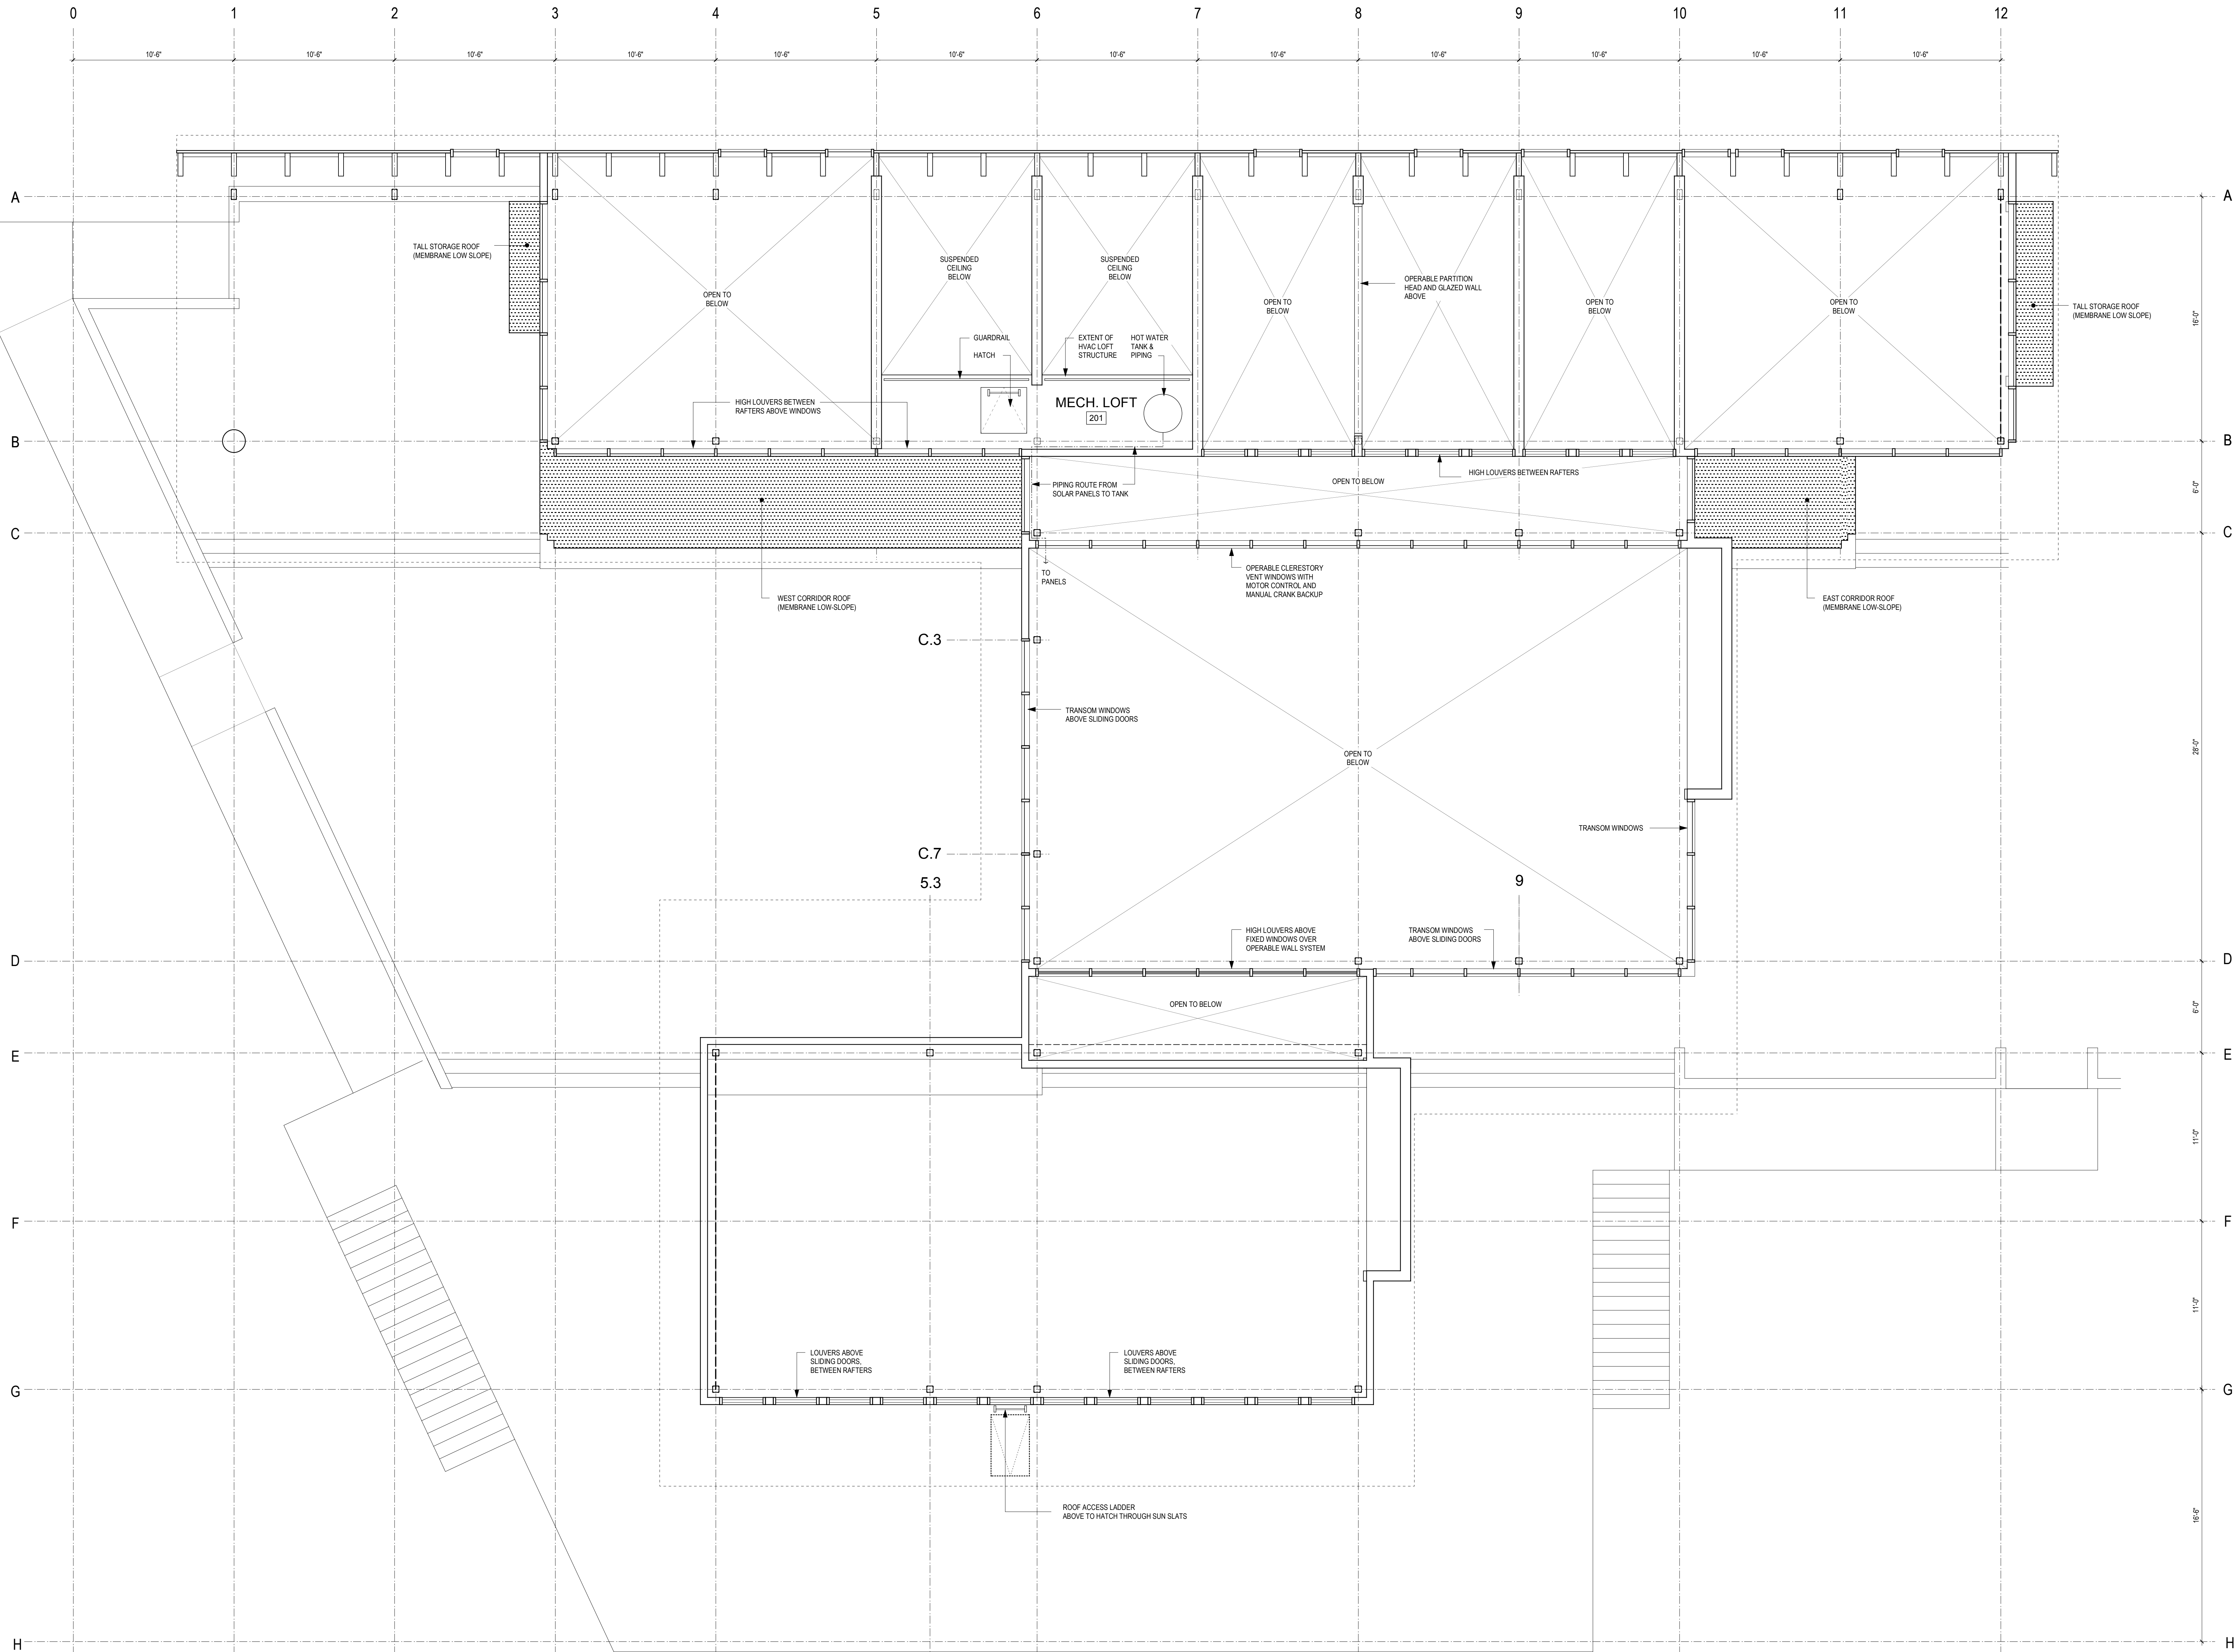 0 1 2 3 4 5 6 7 8 9 10 11 12
10'-6" 10'-6" 10'-6" 10'-6" 10'-6" 10'-6" 10'-6" 10'-6" 10'-6" 10'-6" 10'-6" 10'-6"
A A
TALL STORAGE ROOF
(MEMBRANE LOW SLOPE)
OPEN TO
BELOW
SUSPENDED
CEILING
BELOW
SUSPENDED
CEILING
BELOW
OPEN TO
BELOW
OPERABLE PARTITION
HEAD AND GLAZED WALL
ABOVE
OPEN TO
BELOW
OPEN TO
BELOW
TALL STORAGE ROOF
(MEMBRANE LOW SLOPE)
16'-0"
GUARDRAIL
HATCH
EXTENT OF
HVAC LOFT
STRUCTURE
HOT WATER
TANK &
PIPING
MECH. LOFT
201
HIGH LOUVERS BETWEEN
RAFTERS ABOVE WINDOWS
B B
PIPING ROUTE FROM
SOLAR PANELS TO TANK
OPEN TO BELOW
HIGH LOUVERS BETWEEN RAFTERS
6'-0"
C C
TO
PANELS
OPERABLE CLERESTORY
VENT WINDOWS WITH
MOTOR CONTROL AND
MANUAL CRANK BACKUP
WEST CORRIDOR ROOF
(MEMBRANE LOW-SLOPE)
EAST CORRIDOR ROOF
(MEMBRANE LOW-SLOPE)
C.3
TRANSOM WINDOWS
ABOVE SLIDING DOORS
OPEN TO
BELOW
28'-0"
TRANSOM WINDOWS
C.7
5.3
9
HIGH LOUVERS ABOVE
FIXED WINDOWS OVER
OPERABLE WALL SYSTEM
TRANSOM WINDOWS
ABOVE SLIDING DOORS
D D
OPEN TO BELOW
6'-0"
E E
11'-0"
F F
11'-0"
LOUVERS ABOVE
SLIDING DOORS,
BETWEEN RAFTERS
LOUVERS ABOVE
SLIDING DOORS,
BETWEEN RAFTERS
G G
ROOF ACCESS LADDER
ABOVE TO HATCH THROUGH SUN SLATS
16'-6"
H H